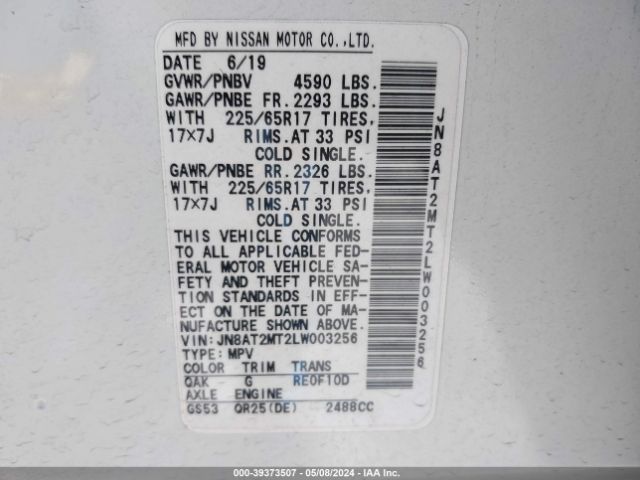 MFD BY NISSAN MOTOR CO.,LTD.
DATE 6/19
GVWR/PNBV 4590 LBS.
GAWR/PNBE FR. 2293 LBS.
WITH 225/65R17 TIRES,
17×7J RIMS.AT 33 PSI
COLD SINGLE.
GAWR/PNBE RR. 2326 LBS.
WITH 225/65R17 TIRES,
17×7J RIMS.AT 33 PSI
COLD SINGLE.
THIS VEHICLE CONFORMS
TO ALL APPLICABLE FED-
ERAL MOTOR VEHICLE SA-
FETY AND THEFT PREVEN-
TION STANDARDS IN EFF-
ECT ON THE DATE OF MA-
NUFACTURE SHOWN ABOVE.
VIN: JN8AT2MT2LW003256
TYPE: MPV
COLOR TRIM TRANS
QAK G RE0F10D
AXLE ENGINE
GS53 QR25(DE) 2488CC
JN8AT2MT2LW003256
000-39373507 - 05/08/2024 - IAA Inc.